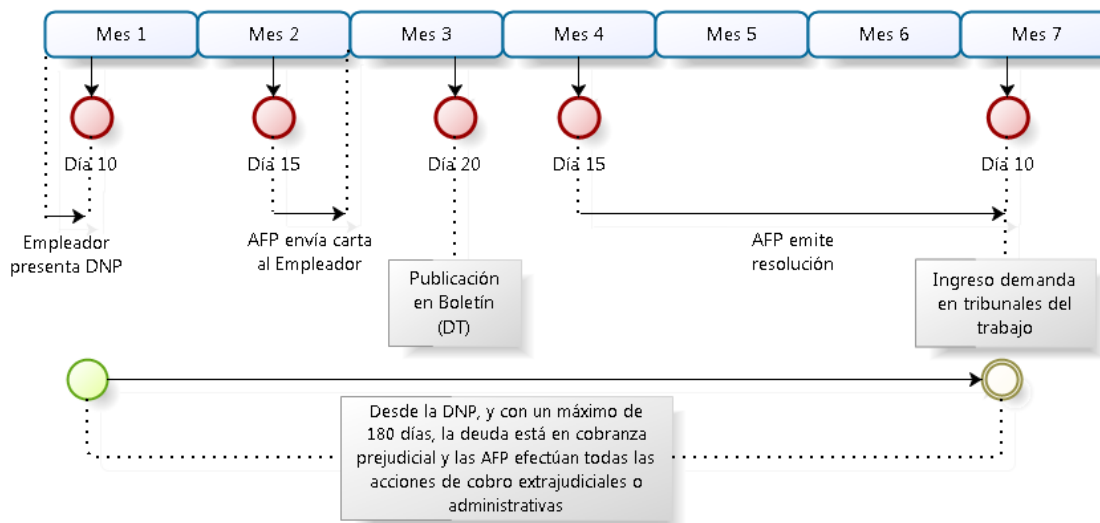 Mes 1
Mes 2
Mes 3
Mes 4
Mes 5
Mes 6
Mes 7
Día 10
Día 15
Día 20
Día 15
Día 10
Empleador
presenta DNP
AFP envía carta
al Empleador
AFP emite
resolución
Publicación
en Boletín
(DT)
Ingreso demanda
en tribunales del
trabajo
Desde la DNP, y con un máximo de
180 días, la deuda está en cobranza
prejudicial y las AFP efectúan todas las
acciones de cobro extrajudiciales o
administrativas